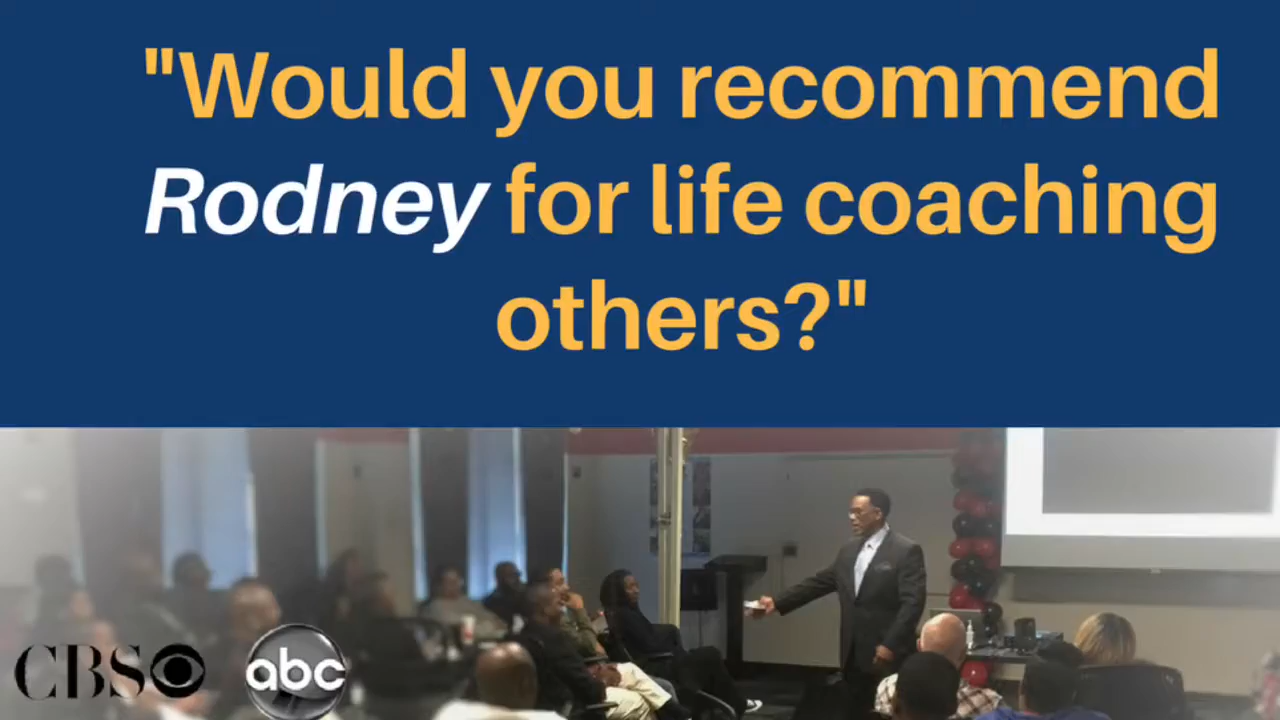 "Would you recommend
Rodney for life coaching
others?"
CBS
abc